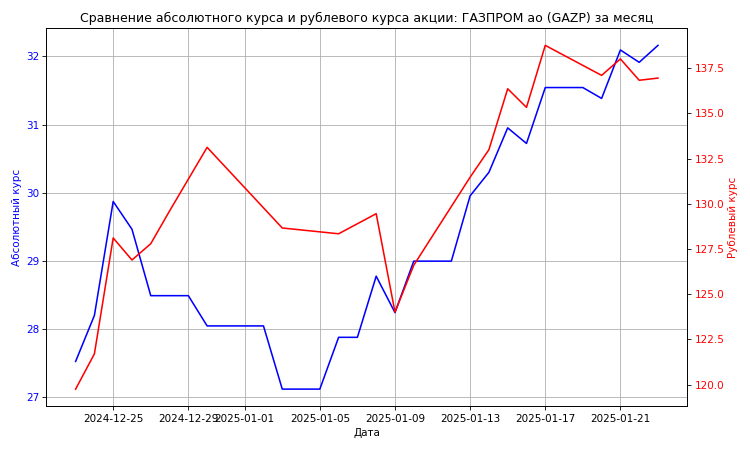 Сравнение абсолютного курса и рублевого курса акции: ГАЗПРОМ ао (GAZP) за месяц
Абсолютный курс
32
31
30
29
28
27
137.5
135.0
132.5
130.0
127.5
125.0
122.5
120.0
Рублевый курс
2024-12-25 2024-12-29 2025-01-01 2025-01-05 2025-01-09 2025-01-13 2025-01-17 2025-01-21
Дата